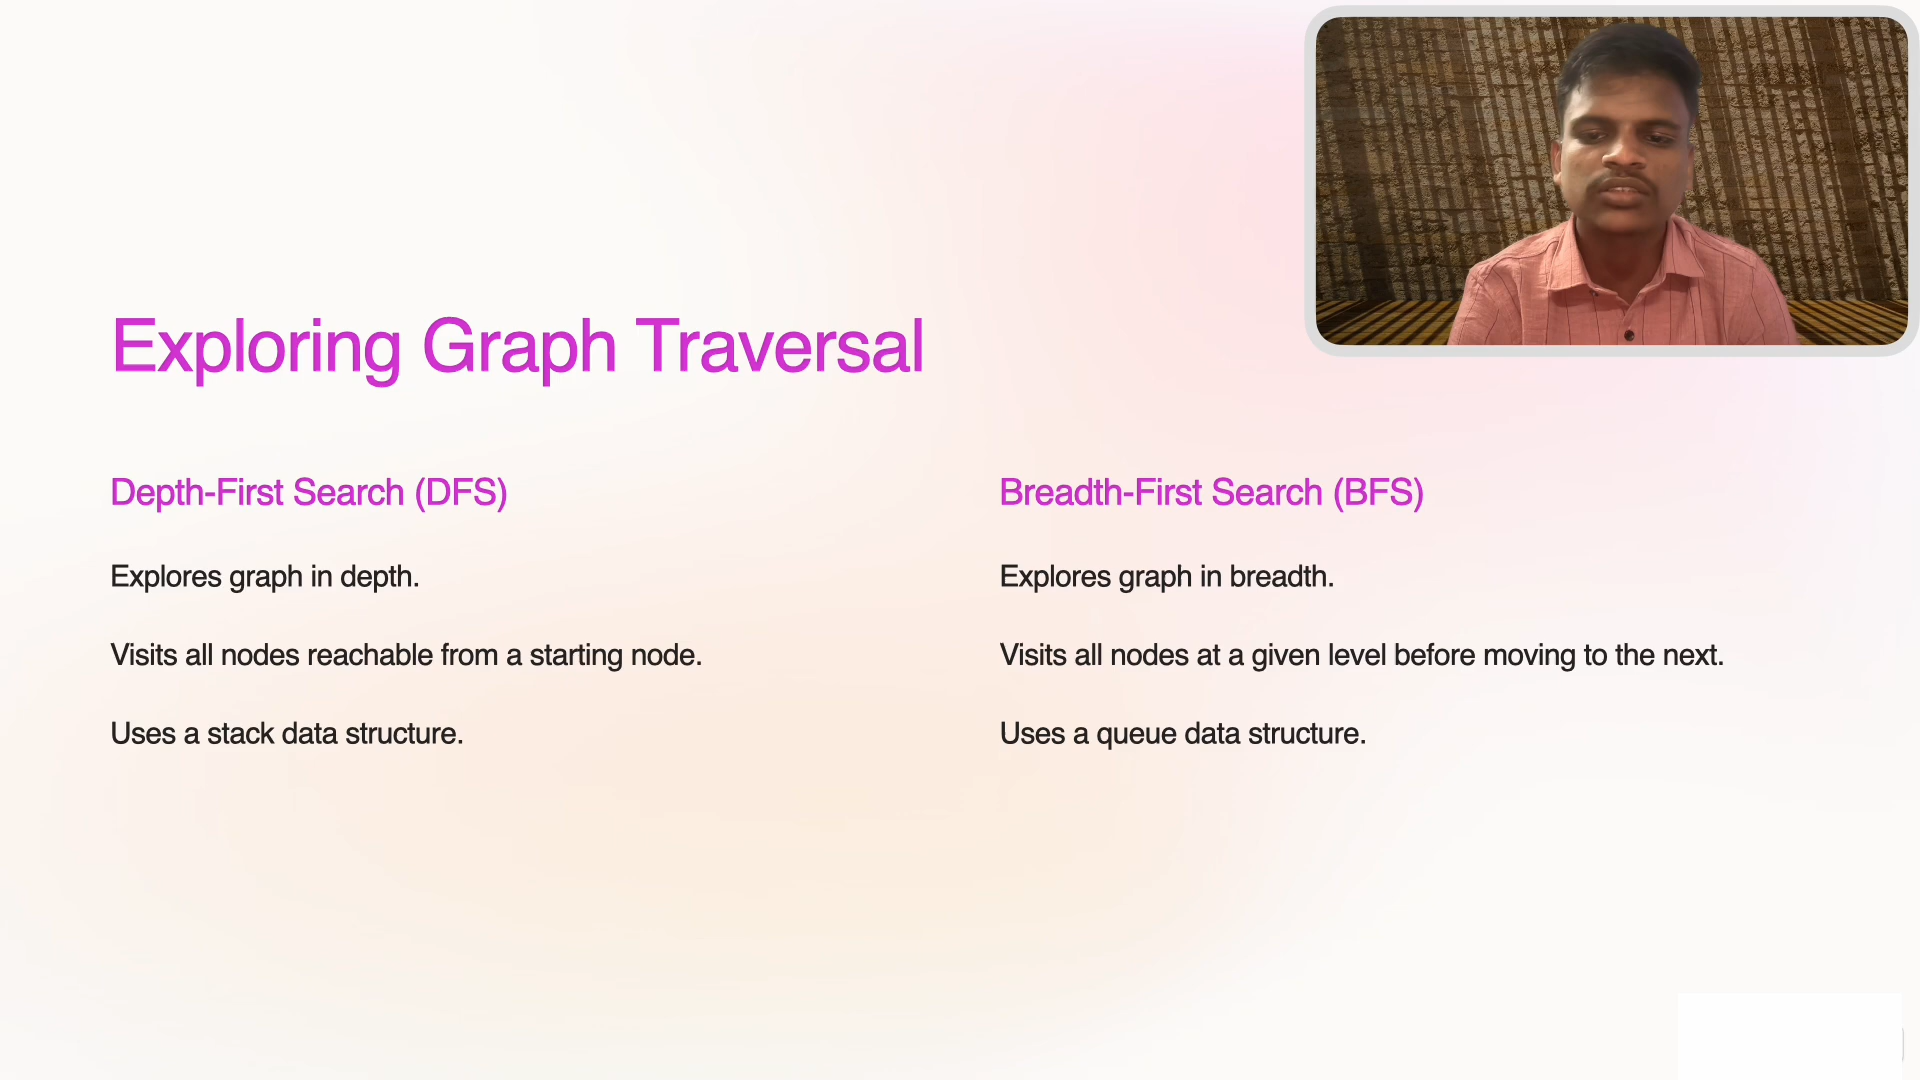 Exploring Graph Traversal
Depth-First Search (DFS)
Explores graph in depth.
Visits all nodes reachable from a starting node.
Uses a stack data structure.
Breadth-First Search (BFS)
Explores graph in breadth.
Visits all nodes at a given level before moving to the next.
Uses a queue data structure.